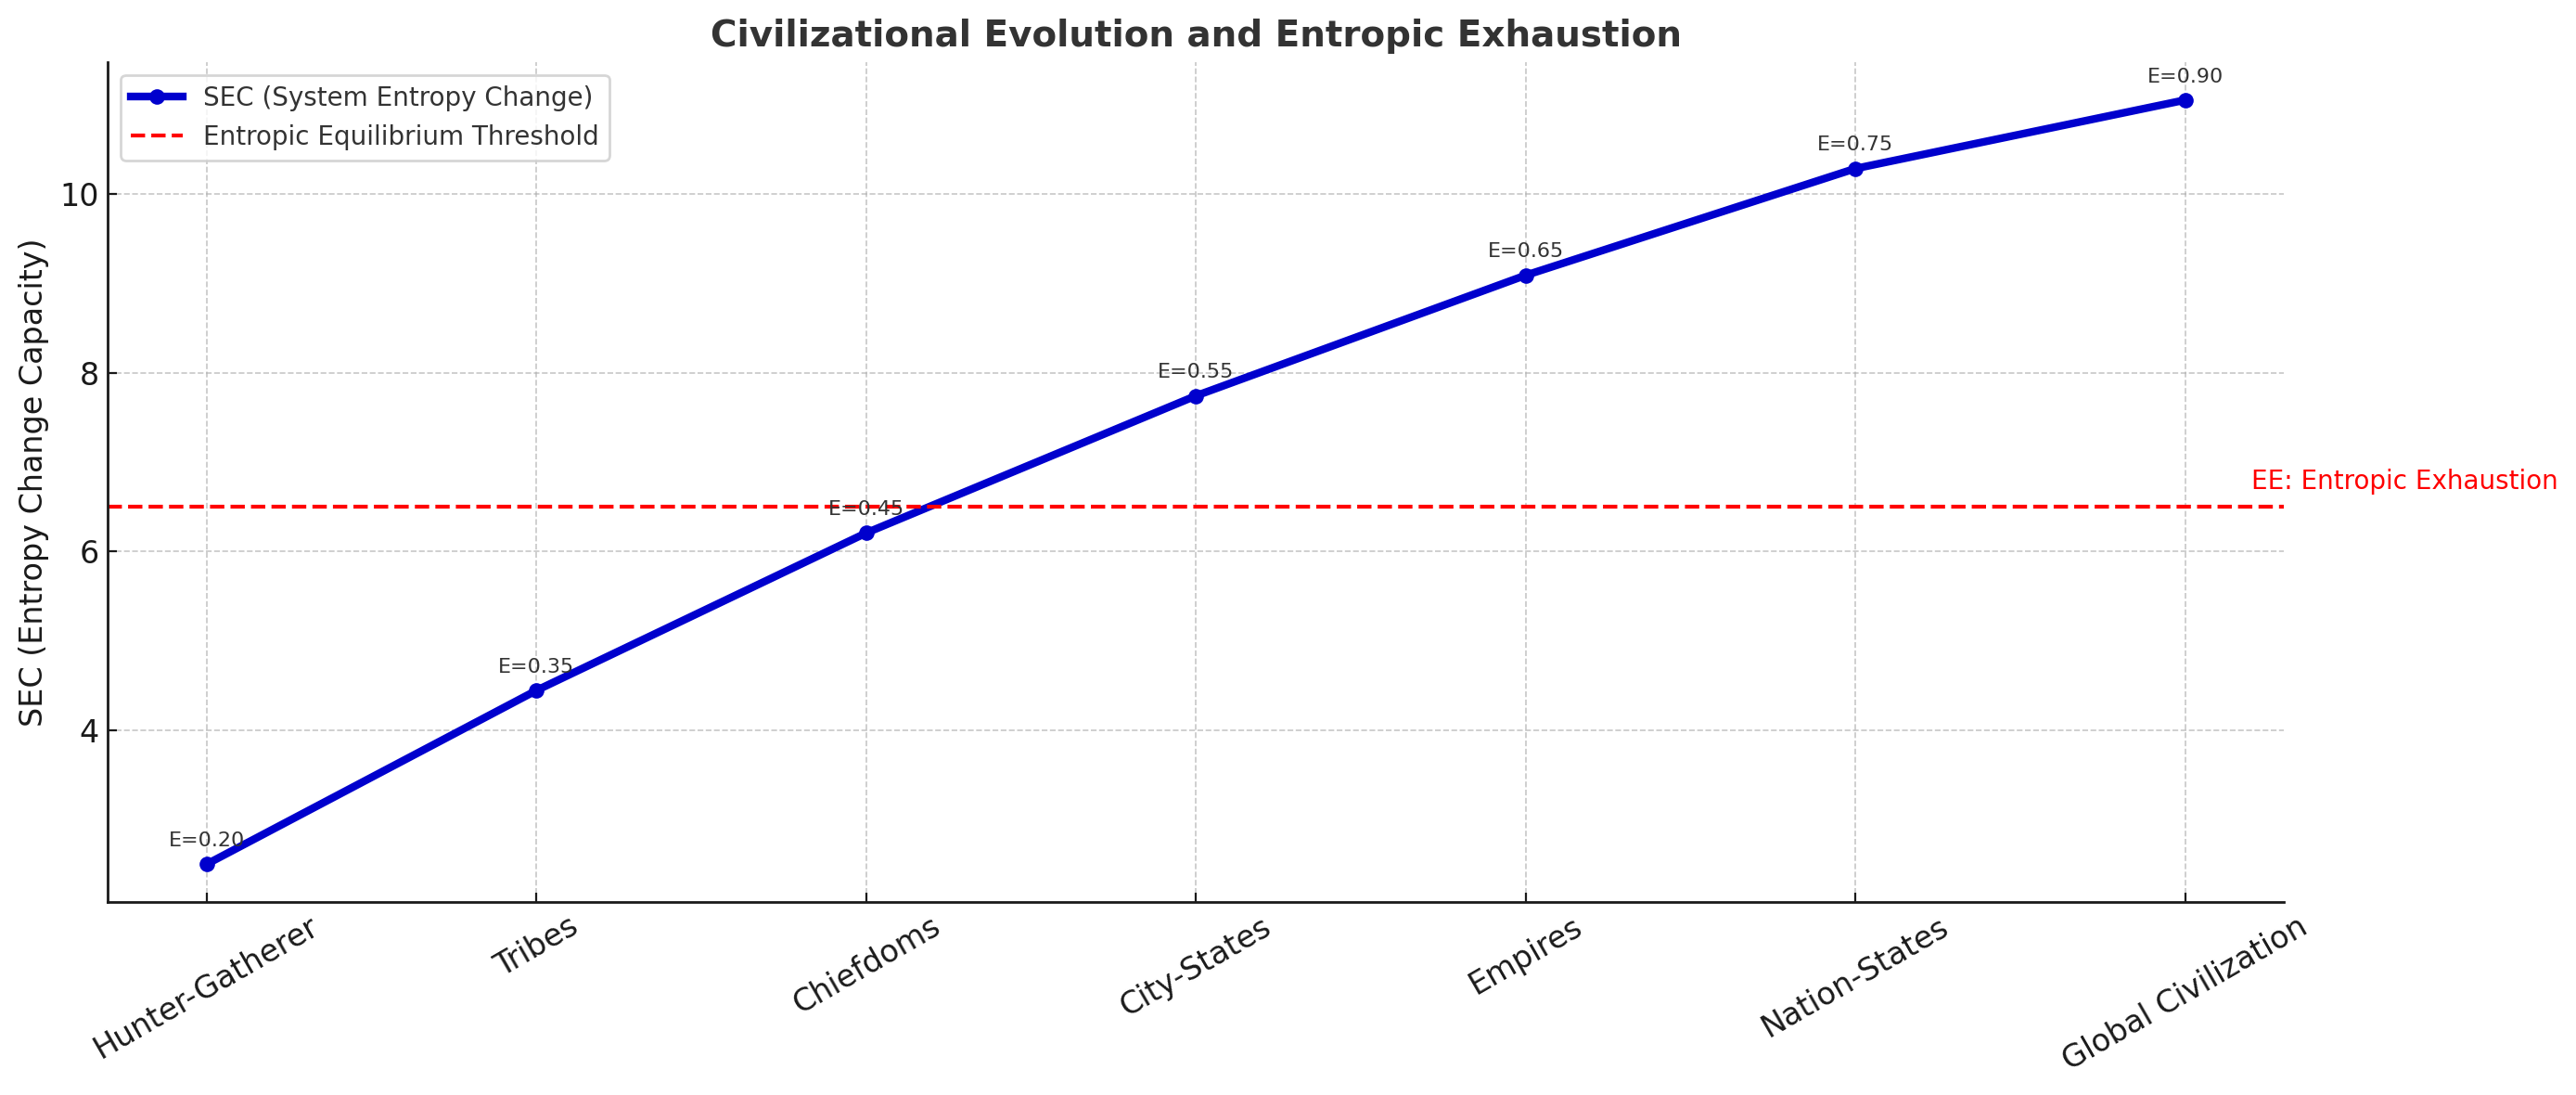 Civilizational Evolution and Entropic Exhaustion
SEC (System Entropy Change)
Entropic Equilibrium Threshold
SEC (Entropy Change Capacity)
10
8
6
4
E=0.20
E=0.35
E=0.45
E=0.55
E=0.65
E=0.75
E=0.90
EE: Entropic Exhaustion
Hunter-Gatherer
Tribes
Chiefdoms
City-States
Empires
Nation-States
Global Civilization